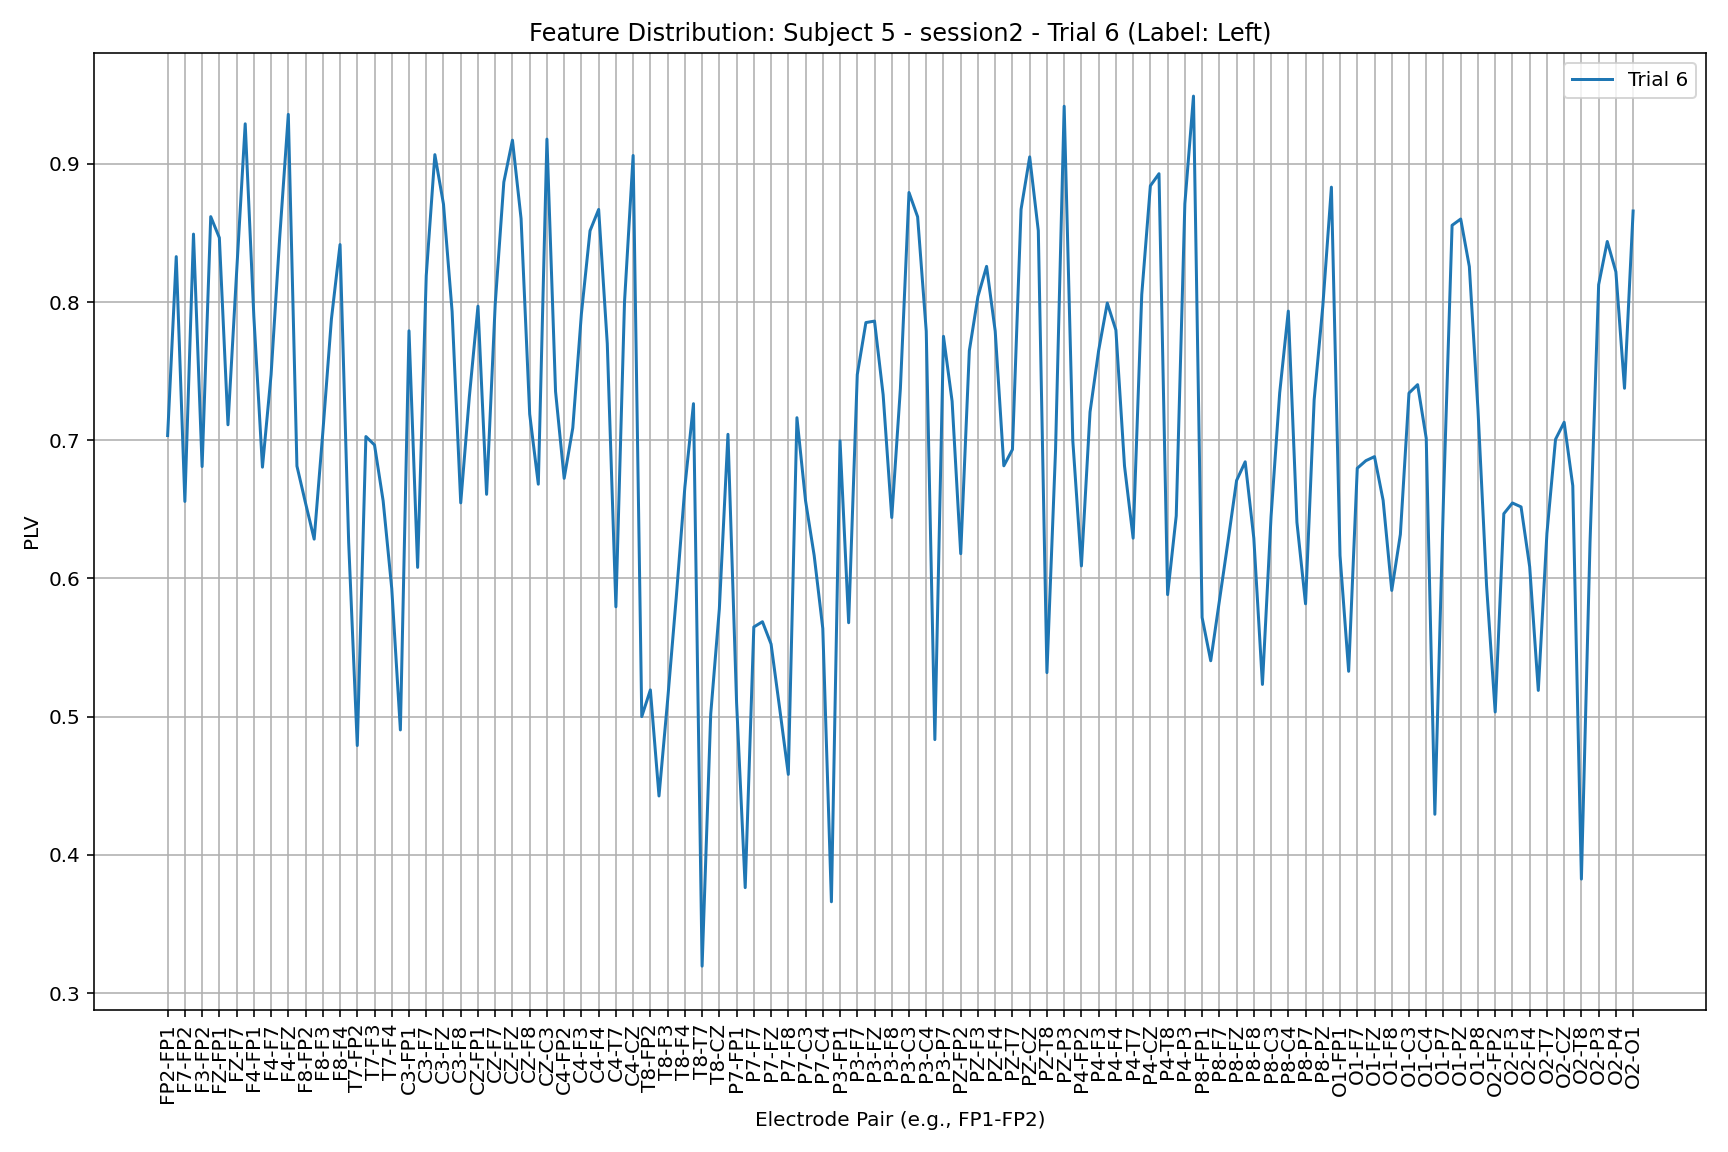 Feature Distribution: Subject 5 - session2 - Trial 6 (Label: Left)
Trial 6
PLV
0.9
0.8
0.7
0.6
0.5
0.4
0.3
FP2-FP1
F7-FP2
F3-FP2
FZ-FP1
FZ-F7
F4-FP1
F4-F7
F4-FZ
F8-FP2
F8-F3
F8-F4
T7-FP2
T7-F3
T7-F4
C3-FP1
C3-F7
C3-FZ
C3-F8
CZ-FP1
CZ-F7
CZ-FZ
CZ-F8
CZ-C3
C4-FP2
C4-F3
C4-F4
C4-T7
C4-CZ
T8-FP2
T8-F3
T8-F4
T8-T7
T8-CZ
P7-FP1
P7-F7
P7-FZ
P7-F8
P7-C3
P7-C4
P3-FP1
P3-F7
P3-FZ
P3-F8
P3-C3
P3-C4
P3-P7
PZ-FP2
PZ-F3
PZ-F4
PZ-T7
PZ-CZ
PZ-T8
PZ-P3
P4-FP2
P4-F3
P4-F4
P4-T7
P4-CZ
P4-T8
P4-P3
P8-FP1
P8-F7
P8-FZ
P8-F8
P8-C3
P8-C4
P8-P7
P8-PZ
O1-FP1
O1-F7
O1-FZ
O1-F8
O1-C3
O1-C4
O1-P7
O1-PZ
O1-P8
O2-FP2
O2-F3
O2-F4
O2-T7
O2-CZ
O2-T8
O2-P3
O2-P4
O2-O1
Electrode Pair (e.g., FP1-FP2)